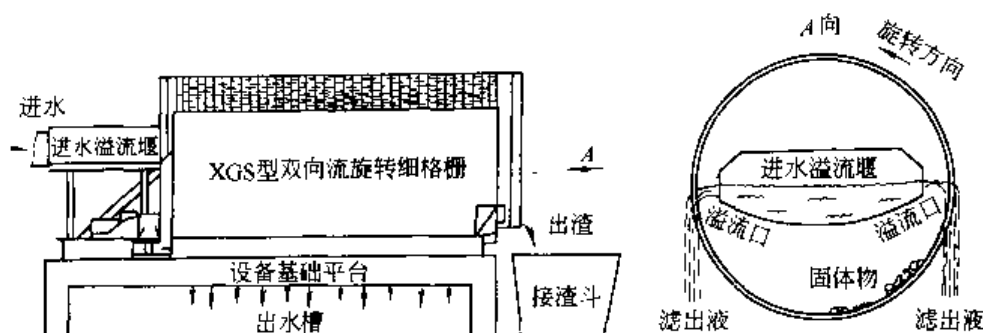 进水
进水溢流堰
XGS型双向流旋转细格栅
A
出渣
设备基础平台
接渣斗
出水槽
A向
旋转方向
进水溢流堰
溢流口
溢流口
固体物
滤出液
滤出液